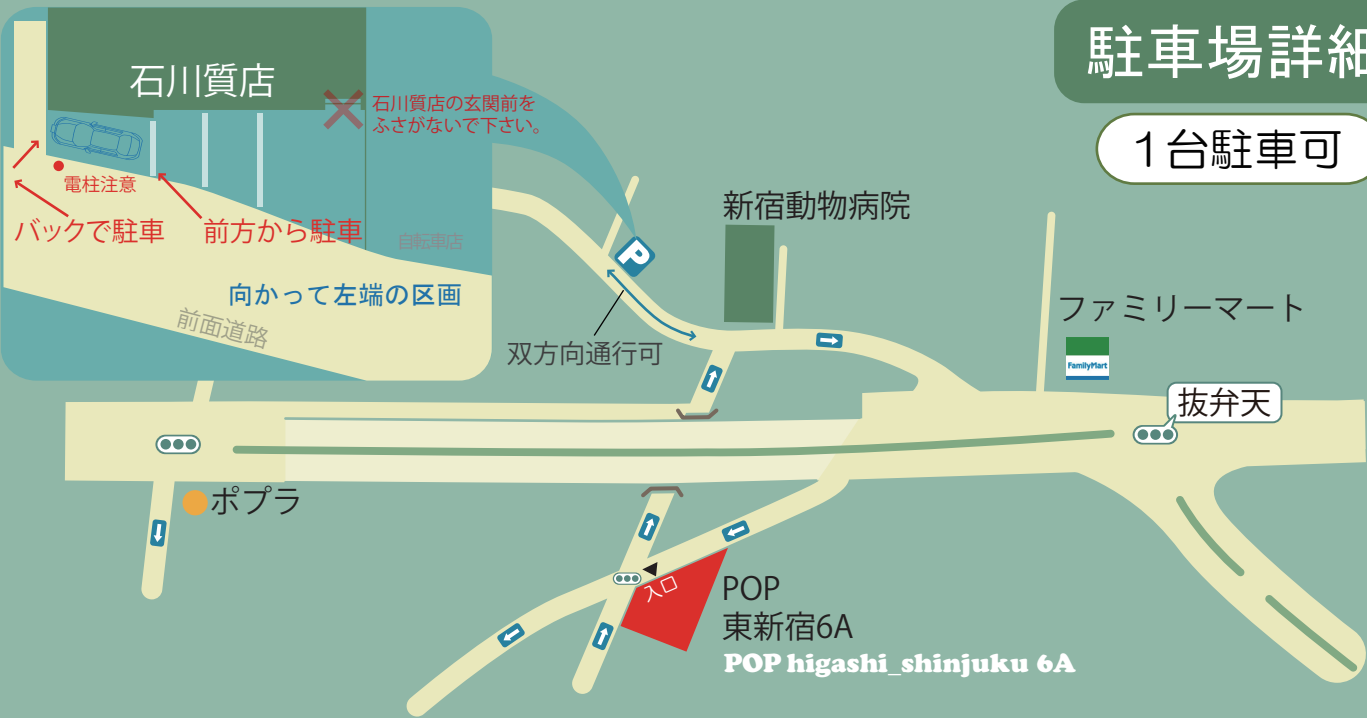 駐車場詳細
1台駐車可
石川質店
石川質店の玄関前を
ふさがないで下さい。
電柱注意
バックで駐車
前方から駐車
自転車店
向かって左端の区画
前面道路
P
双方向通行可
新宿動物病院
ファミリーマート
FamilyMart
抜弁天
ポプラ
入口
POP
東新宿6A
POP higashi_shinjuku 6A